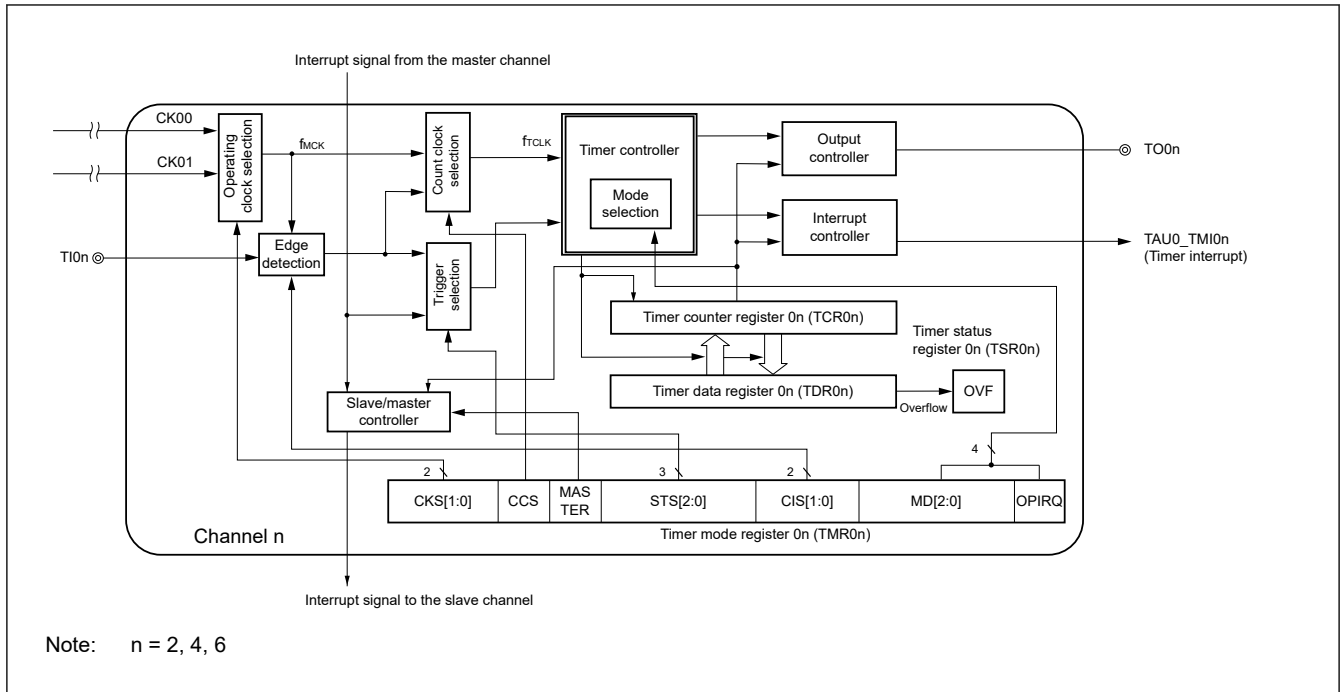 Interrupt signal from the master channel
CK00
CK01
Operating
clock selection
fMCK
Count clock
selection
fTCLK
Timer controller
Mode
selection
Output
controller
TO0n
Interrupt
controller
TAU0_TMI0n
(Timer interrupt)
TI0n
Edge
detection
Trigger
selection
Timer counter register 0n (TCR0n)
Timer status
register 0n (TSR0n)
Timer data register 0n (TDR0n)
Overflow
OVF
Slave/master
controller
2
3
2
4
CKS[1:0]
CCS
MAS
TER
STS[2:0]
CIS[1:0]
MD[2:0]
OPIRQ
Timer mode register 0n (TMR0n)
Channel n
Interrupt signal to the slave channel
Note: n = 2, 4, 6